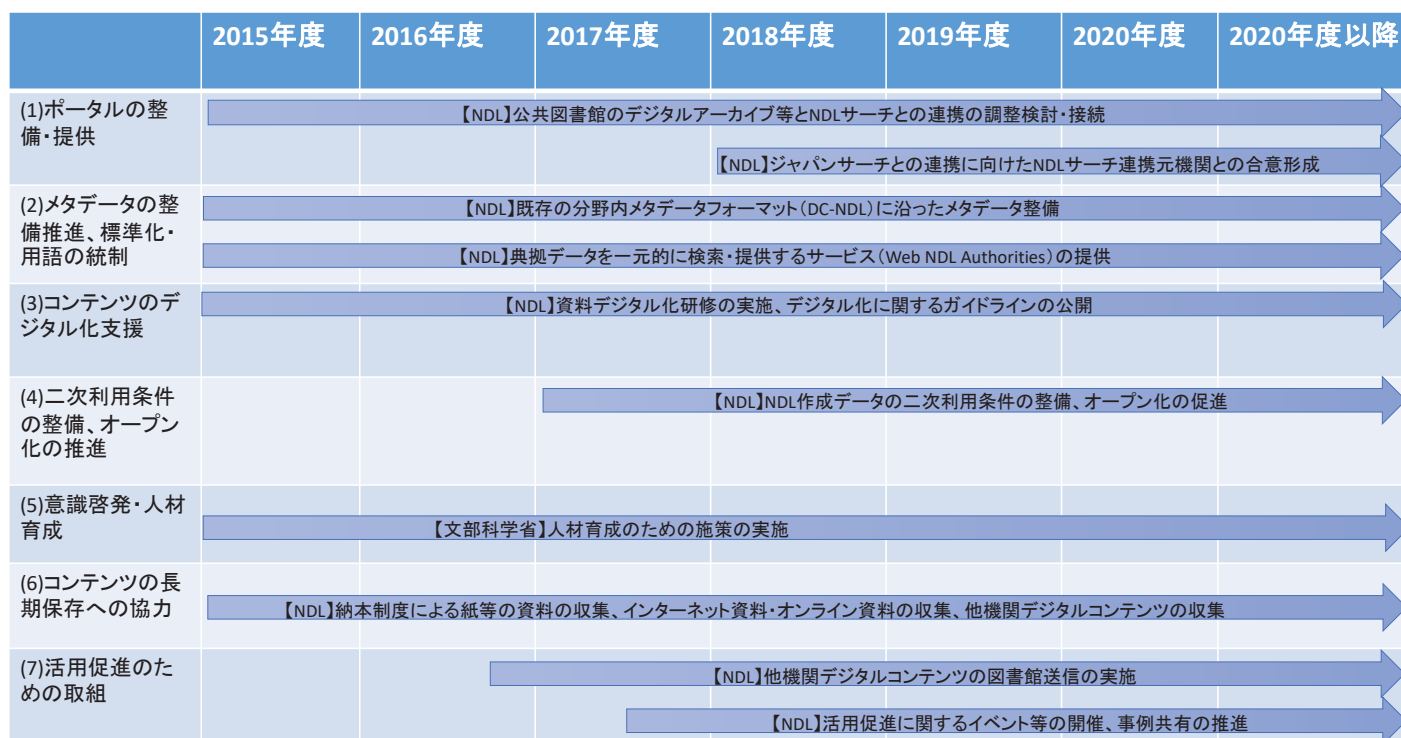 2015年度 2016年度 2017年度 2018年度 2019年度 2020年度 2020年度以降
(1)ポータルの整
備・提供
【NDL】公共図書館のデジタルアーカイブ等とNDLサーチとの連携の調整検討・接続
【NDL】ジャパンサーチとの連携に向けたNDLサーチ連携元機関との合意形成
(2)メタデータの整
備推進、標準化・
用語の統制
【NDL】既存の分野内メタデータフォーマット(DC-NDL)に沿ったメタデータ整備
【NDL】典拠データを一元的に検索・提供するサービス(Web NDL Authorities)の提供
(3)コンテンツのデ
ジタル化支援
【NDL】資料デジタル化研修の実施、デジタル化に関するガイドラインの公開
(4)二次利用条件
の整備、オープン
化の推進
【NDL】NDL作成データの二次利用条件の整備、オープン化の促進
(5)意識啓発・人材
育成
【文部科学省】人材育成のための施策の実施
(6)コンテンツの長
期保存への協力
【NDL】納本制度による紙等の資料の収集、インターネット資料・オンライン資料の収集、他機関デジタルコンテンツの収集
(7)活用促進のた
めの取組
【NDL】他機関デジタルコンテンツの図書館送信の実施
【NDL】活用促進に関するイベント等の開催、事例共有の推進